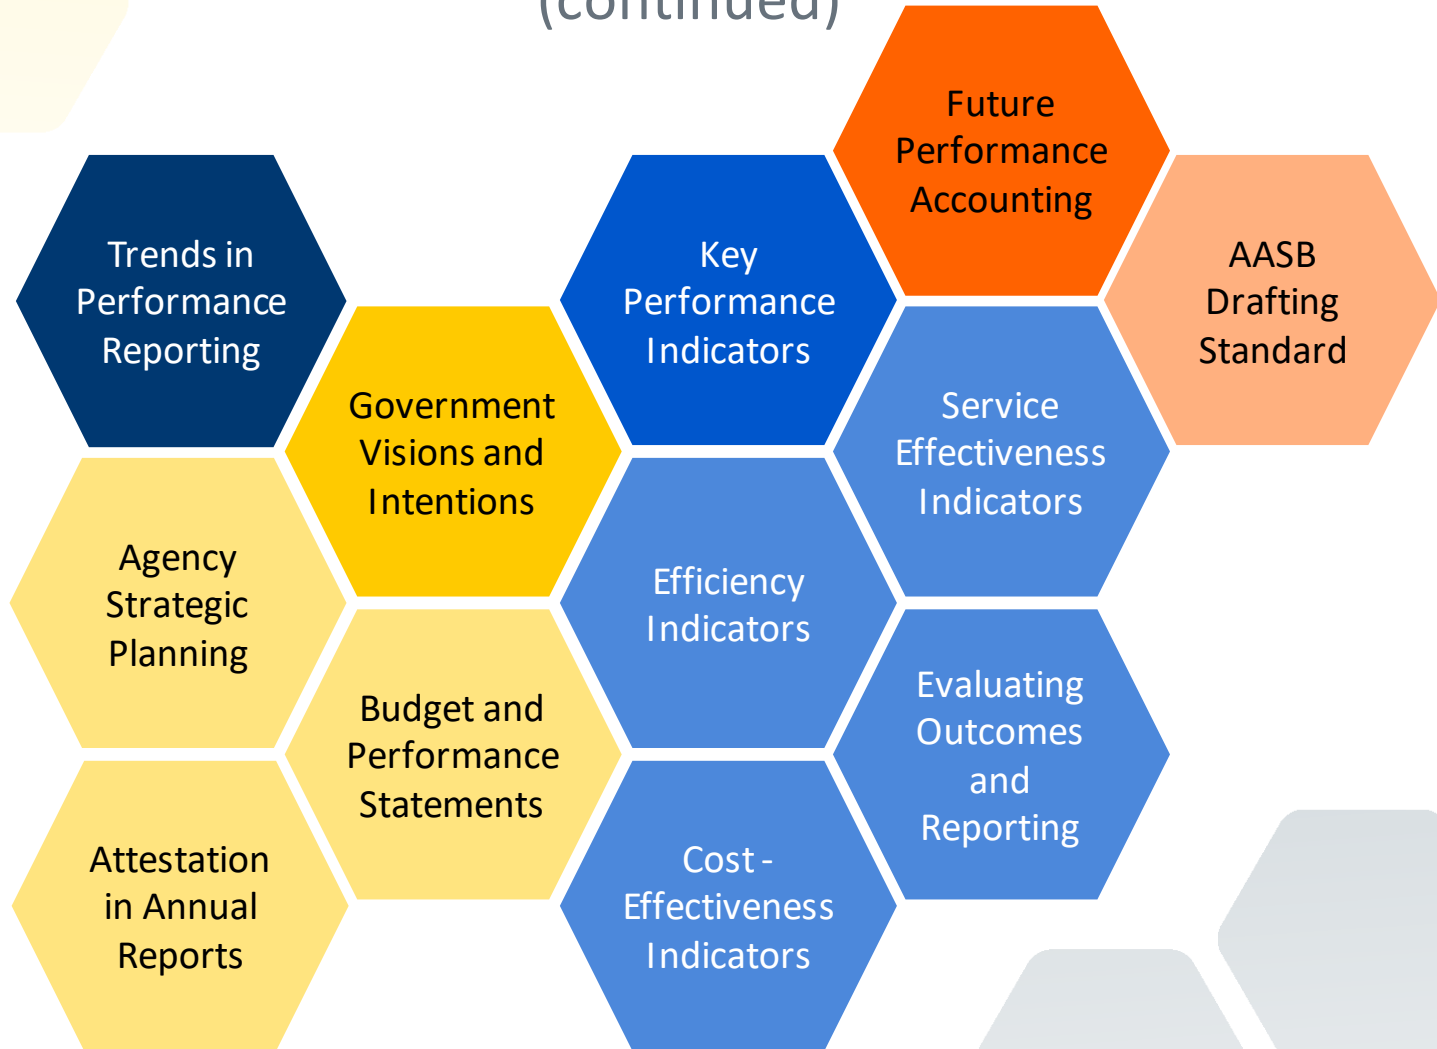 (continued)
Future
Performance
Accounting
Trends in
Performance
Reporting
Key
Performance
Indicators
AASB
Drafting
Standard
Government
Visions and
Intentions
Service
Effectiveness
Indicators
Agency
Strategic
Planning
Efficiency
Indicators
Budget and
Performance
Statements
Evaluating
Outcomes
and
Reporting
Attestation
in Annual
Reports
Cost -
Effectiveness
Indicators